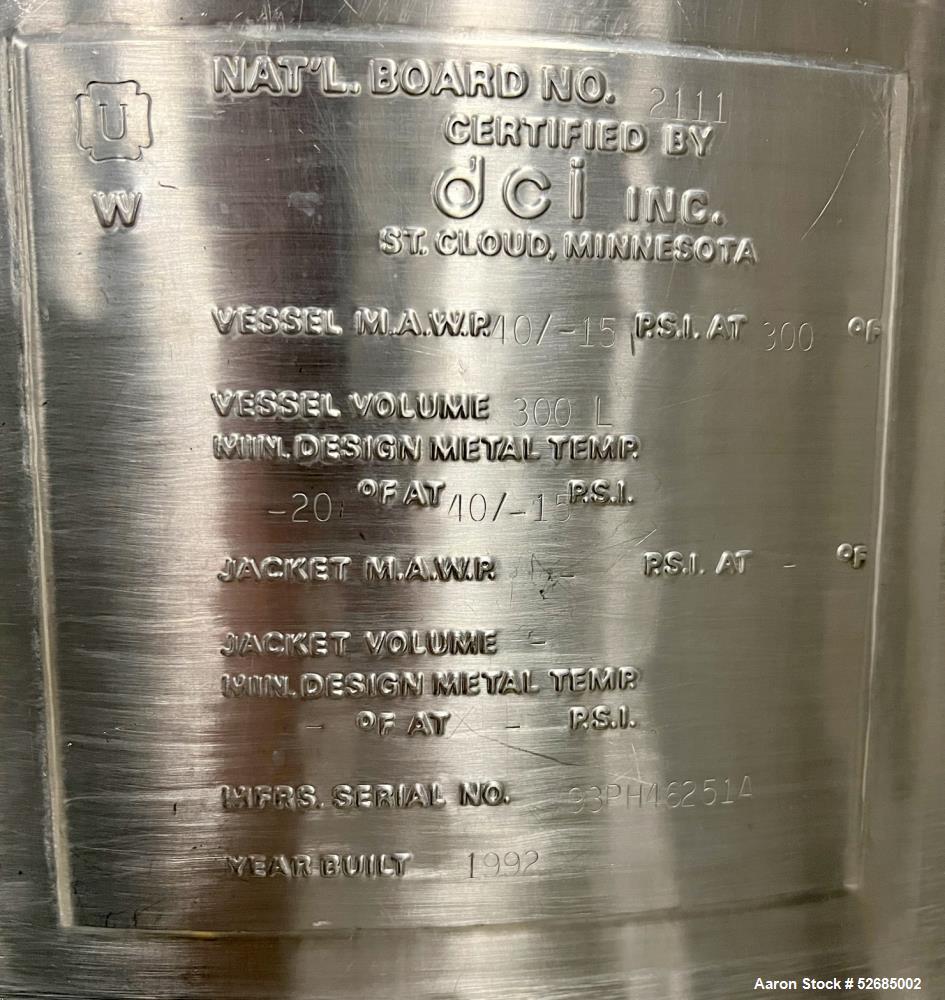 U
W
NAT'L. BOARD NO. 2111
CERTIFIED BY
dci INC.
ST. CLOUD, MINNESOTA
VESSEL M.A.W.P. 40/-15 P.S.I. AT 300 °F
VESSEL VOLUME 300 L
MIN. DESIGN METAL TEMP.
-20 °F AT 40/-15 P.S.I.
JACKET M.A.W.P. - P.S.I. AT - °F
JACKET VOLUME -
MIN. DESIGN METAL TEMP.
- °F AT - P.S.I.
MFRS. SERIAL NO. 93PH46251A
YEAR BUILT 1992
Aaron Stock # 52685002